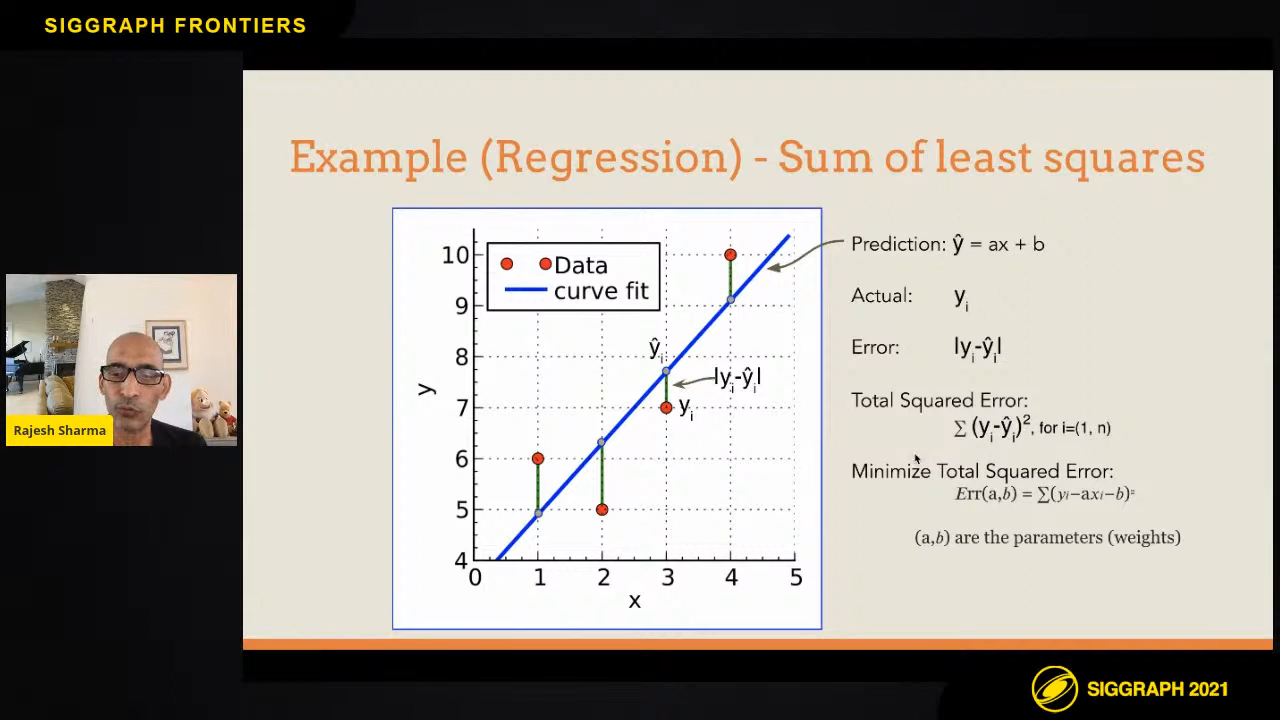 SIGGRAPH FRONTIERS
Example (Regression) - Sum of least squares
Data
curve fit
10
9
8
7
6
5
4
0 1 2 3 4 5
x
y
ŷi
|yi-ŷi|
yi
Prediction: ŷ = ax + b
Actual: yi
Error: |yi-ŷi|
Total Squared Error:
∑ (yi-ŷi)², for i=(1, n)
Minimize Total Squared Error:
Err(a,b) = ∑(yi−axi−b)²
(a,b) are the parameters (weights)
Rajesh Sharma
SIGGRAPH 2021